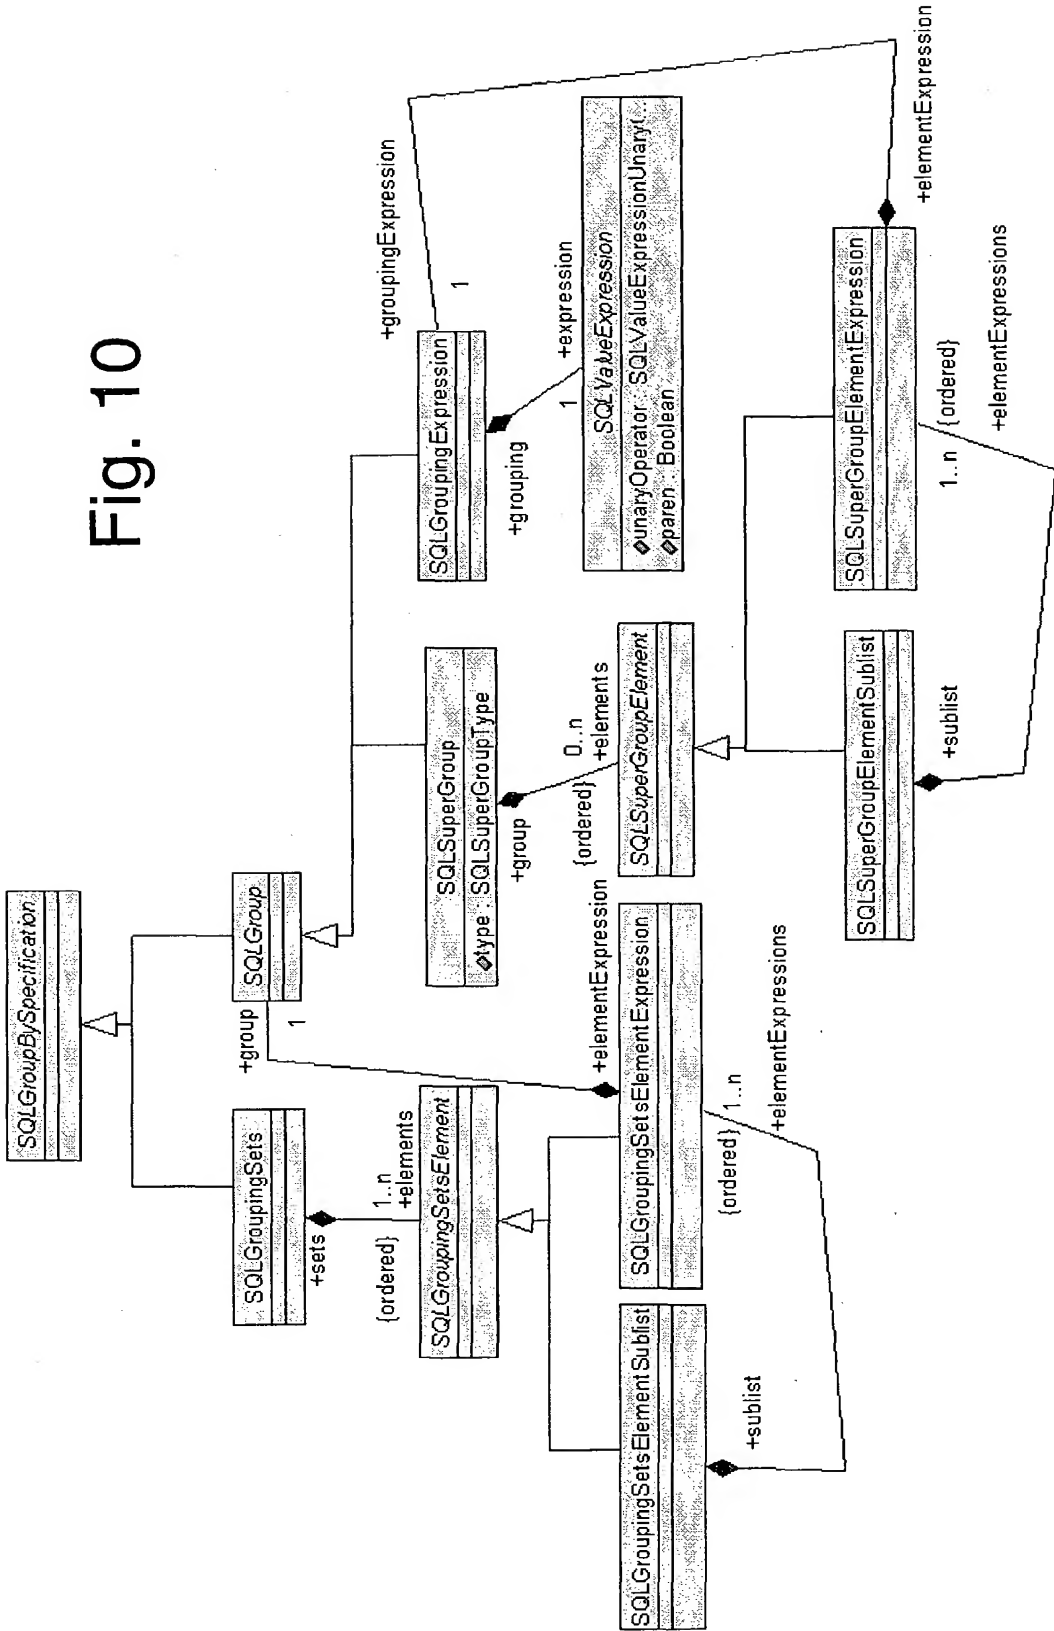 Fig. 10
SQLGroupBySpecification
SQLGroupingSets
+sets
SQLGroup
+group
1
{ordered}
1..n
+elements
SQLGroupingSetsElement
SQLSuperGroup
type : SQLSuperGroupType
+group
SQLGroupingExpression
+groupingExpression
1
+grouping
1
+expression
SQLValueExpression
unaryOperator : SQLValueExpressionUnary(...
paren : Boolean
{ordered}
0..n
+elements
SQLSuperGroupElement
+elementExpression
SQLGroupingSetsElementSublist
+sublist
SQLGroupingSetsElementExpression
{ordered}
1..n
+elementExpressions
SQLSuperGroupElementSublist
+sublist
SQLSuperGroupElementExpression
+elementExpression
1..n
{ordered}
+elementExpressions